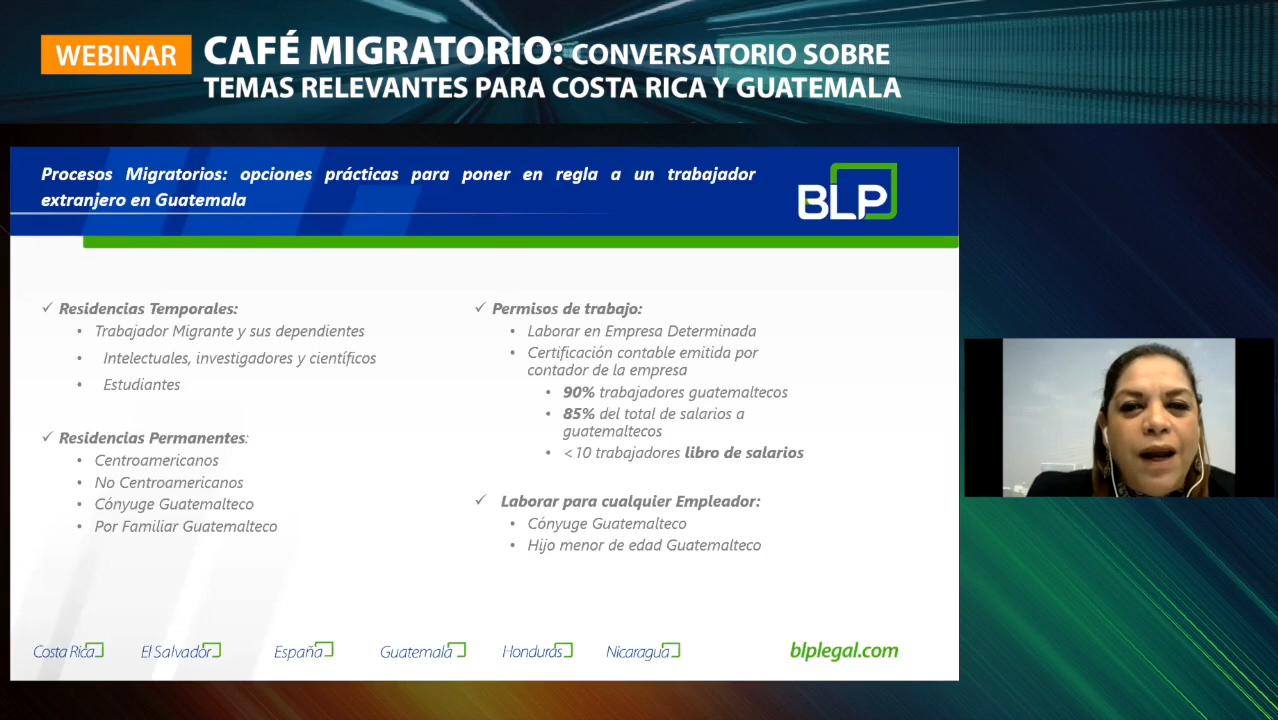 WEBINAR
CAFÉ MIGRATORIO: CONVERSATORIO SOBRE
TEMAS RELEVANTES PARA COSTA RICA Y GUATEMALA
Procesos Migratorios: opciones prácticas para poner en regla a un trabajador
extranjero en Guatemala
BLP
✓ Residencias Temporales:
• Trabajador Migrante y sus dependientes
• Intelectuales, investigadores y científicos
• Estudiantes
✓ Residencias Permanentes:
• Centroamericanos
• No Centroamericanos
• Cónyuge Guatemalteco
• Por Familiar Guatemalteco
✓ Permisos de trabajo:
• Laborar en Empresa Determinada
• Certificación contable emitida por
contador de la empresa
• 90% trabajadores guatemaltecos
• 85% del total de salarios a
guatemaltecos
• <10 trabajadores libro de salarios
✓ Laborar para cualquier Empleador:
• Cónyuge Guatemalteco
• Hijo menor de edad Guatemalteco
Costa Rica El Salvador España Guatemala Honduras Nicaragua blplegal.com